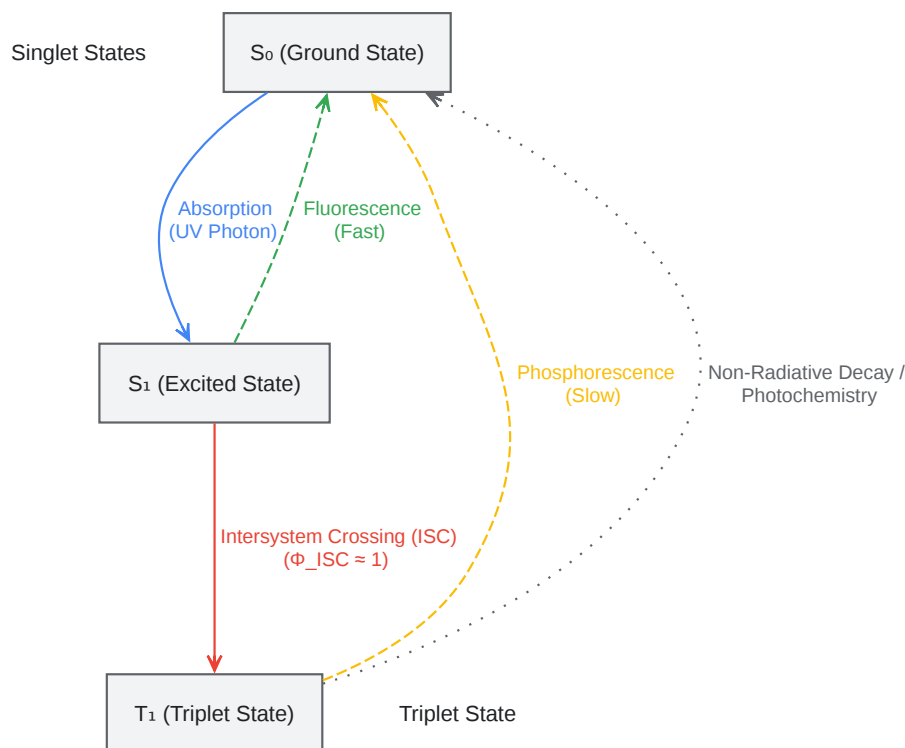 Singlet States
S₀ (Ground State)
Absorption
(UV Photon)
Fluorescence
(Fast)
S₁ (Excited State)
Phosphorescence
(Slow)
Non-Radiative Decay /
Photochemistry
Intersystem Crossing (ISC)
(Φ_ISC ≈ 1)
T₁ (Triplet State)
Triplet State